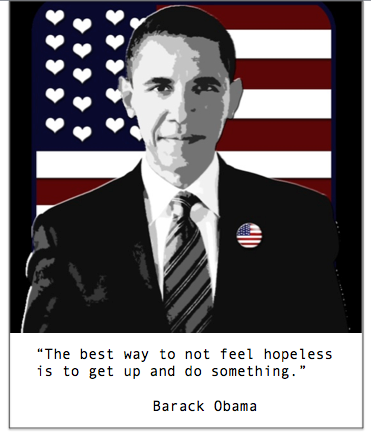 “The best way to not feel hopeless
is to get up and do something.”
Barack Obama